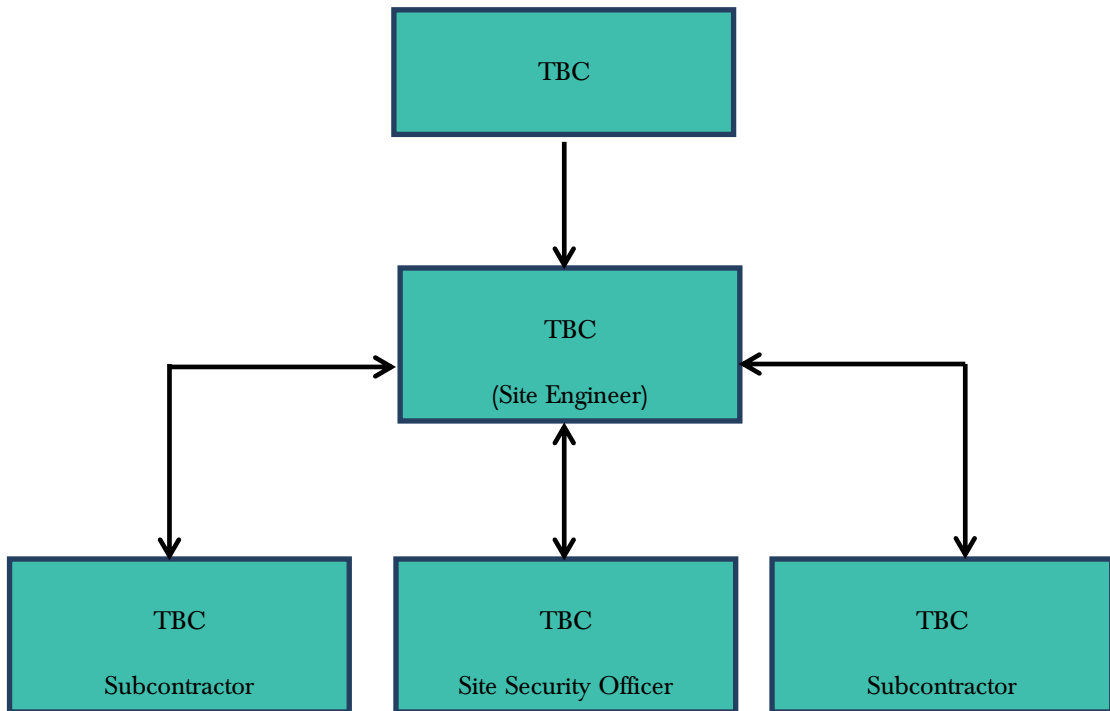 TBC
TBC
(Site Engineer)
TBC
Subcontractor
TBC
Site Security Officer
TBC
Subcontractor